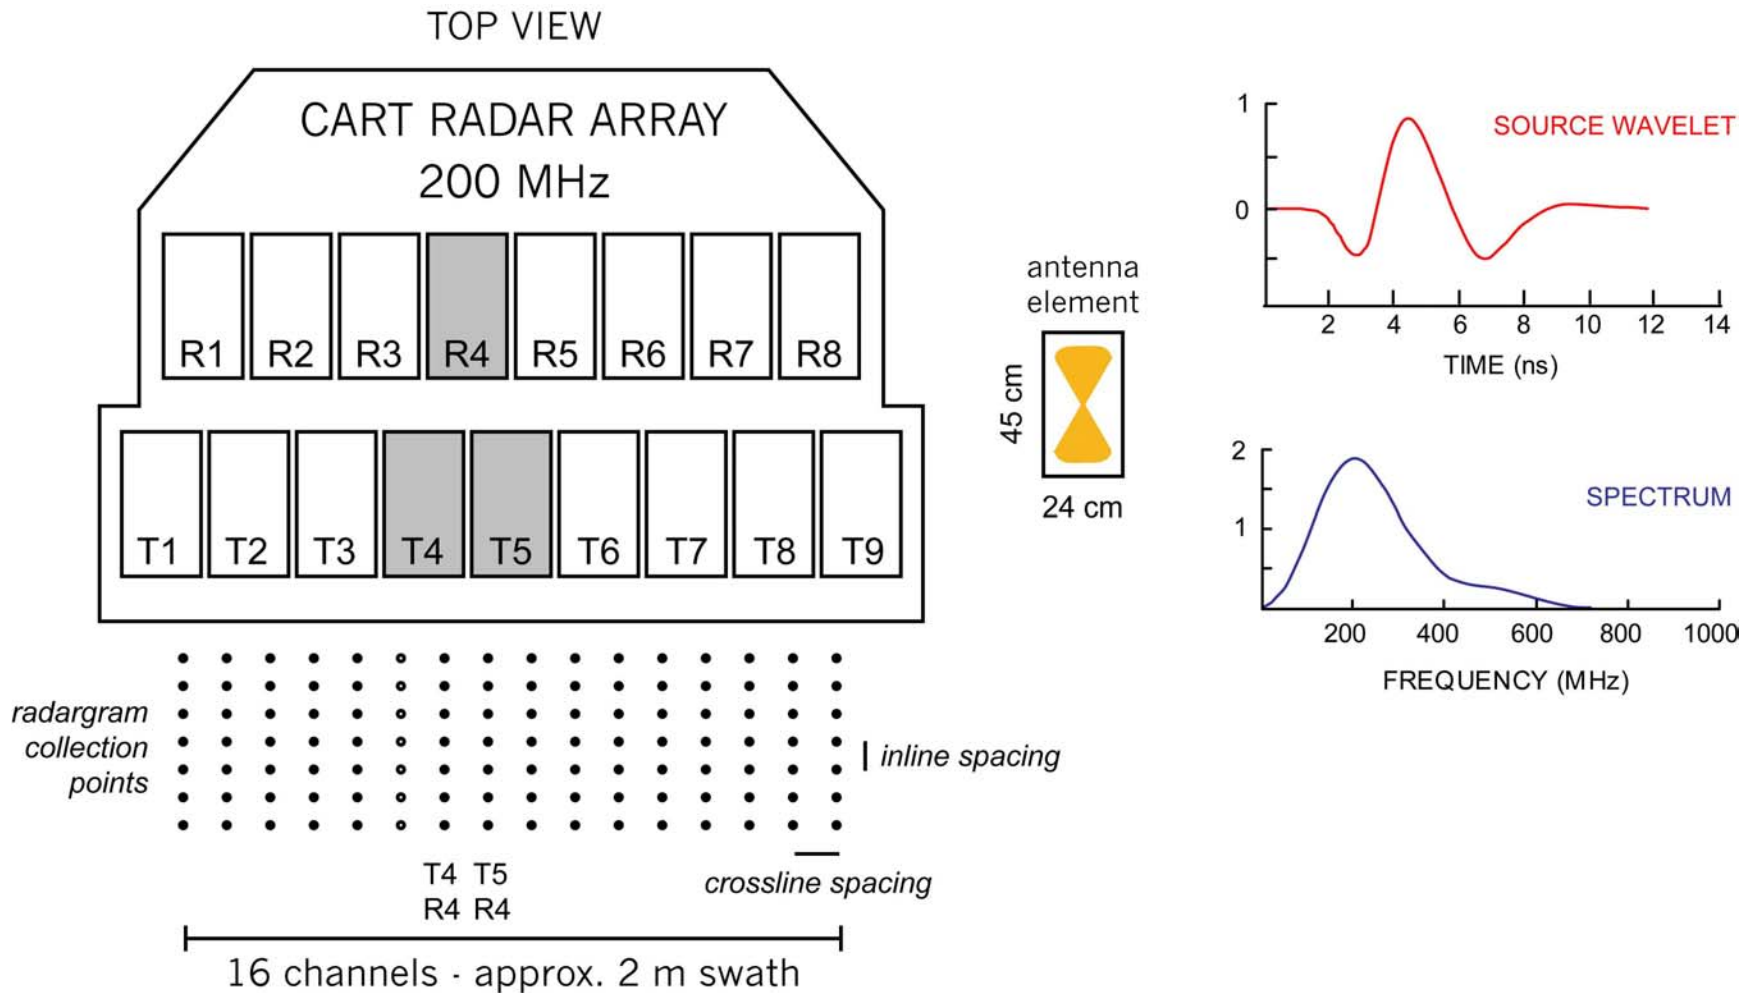 TOP VIEW
CART RADAR ARRAY
200 MHz
R1 R2 R3 R4 R5 R6 R7 R8
T1 T2 T3 T4 T5 T6 T7 T8 T9
radargram
collection
points
inline spacing
crossline spacing
T4 T5
R4 R4
16 channels - approx. 2 m swath
antenna
element
45 cm
24 cm
1
SOURCE WAVELET
0
2 4 6 8 10 12 14
TIME (ns)
2
SPECTRUM
1
200 400 600 800 1000
FREQUENCY (MHz)